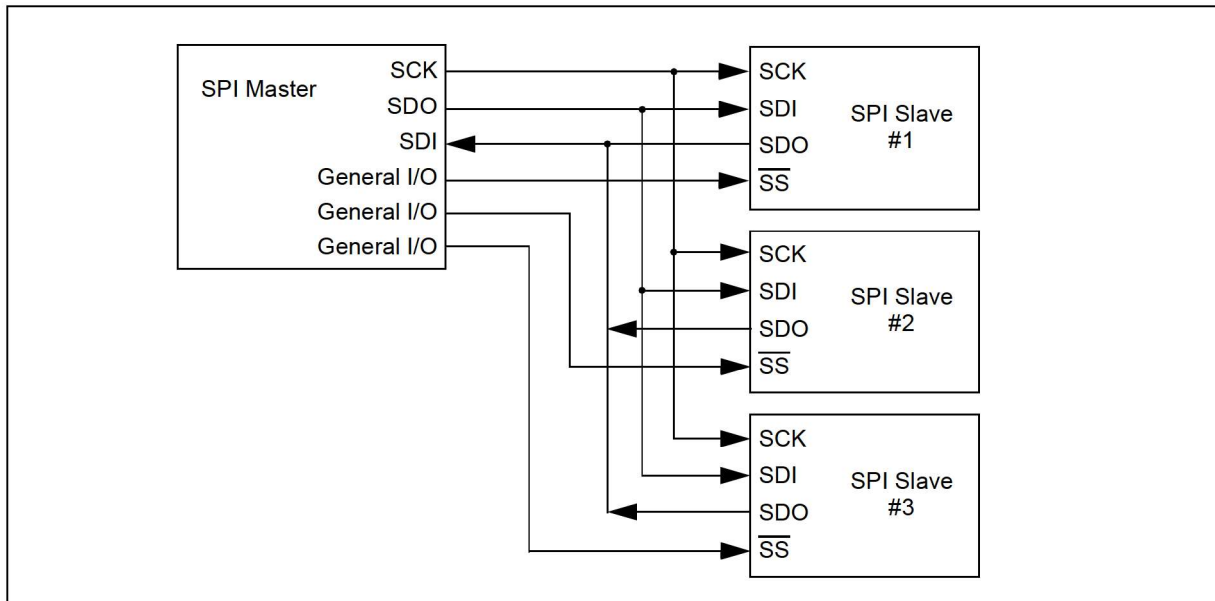 SPI Master
SCK
SDO
SDI
General I/O
General I/O
General I/O
SCK
SDI
SDO
SS
SPI Slave
#1
SCK
SDI
SDO
SS
SPI Slave
#2
SCK
SDI
SDO
SS
SPI Slave
#3